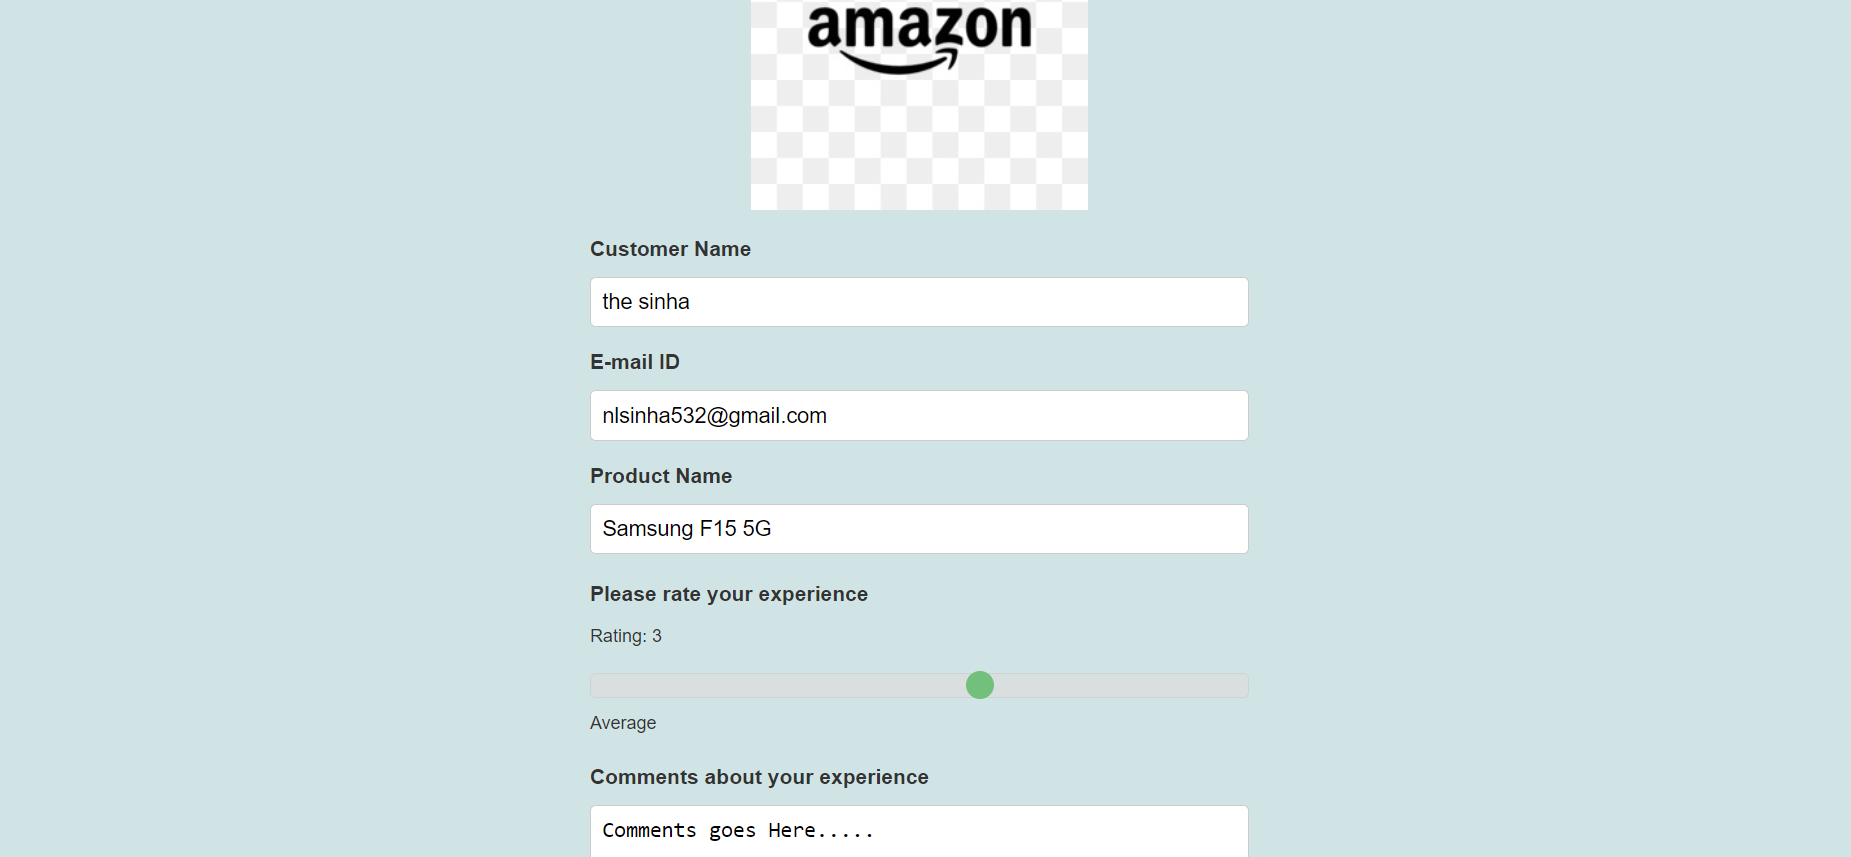 amazon
Customer Name
the sinha
E-mail ID
nlsinha532@gmail.com
Product Name
Samsung F15 5G
Please rate your experience
Rating: 3
Average
Comments about your experience
Comments goes Here.....